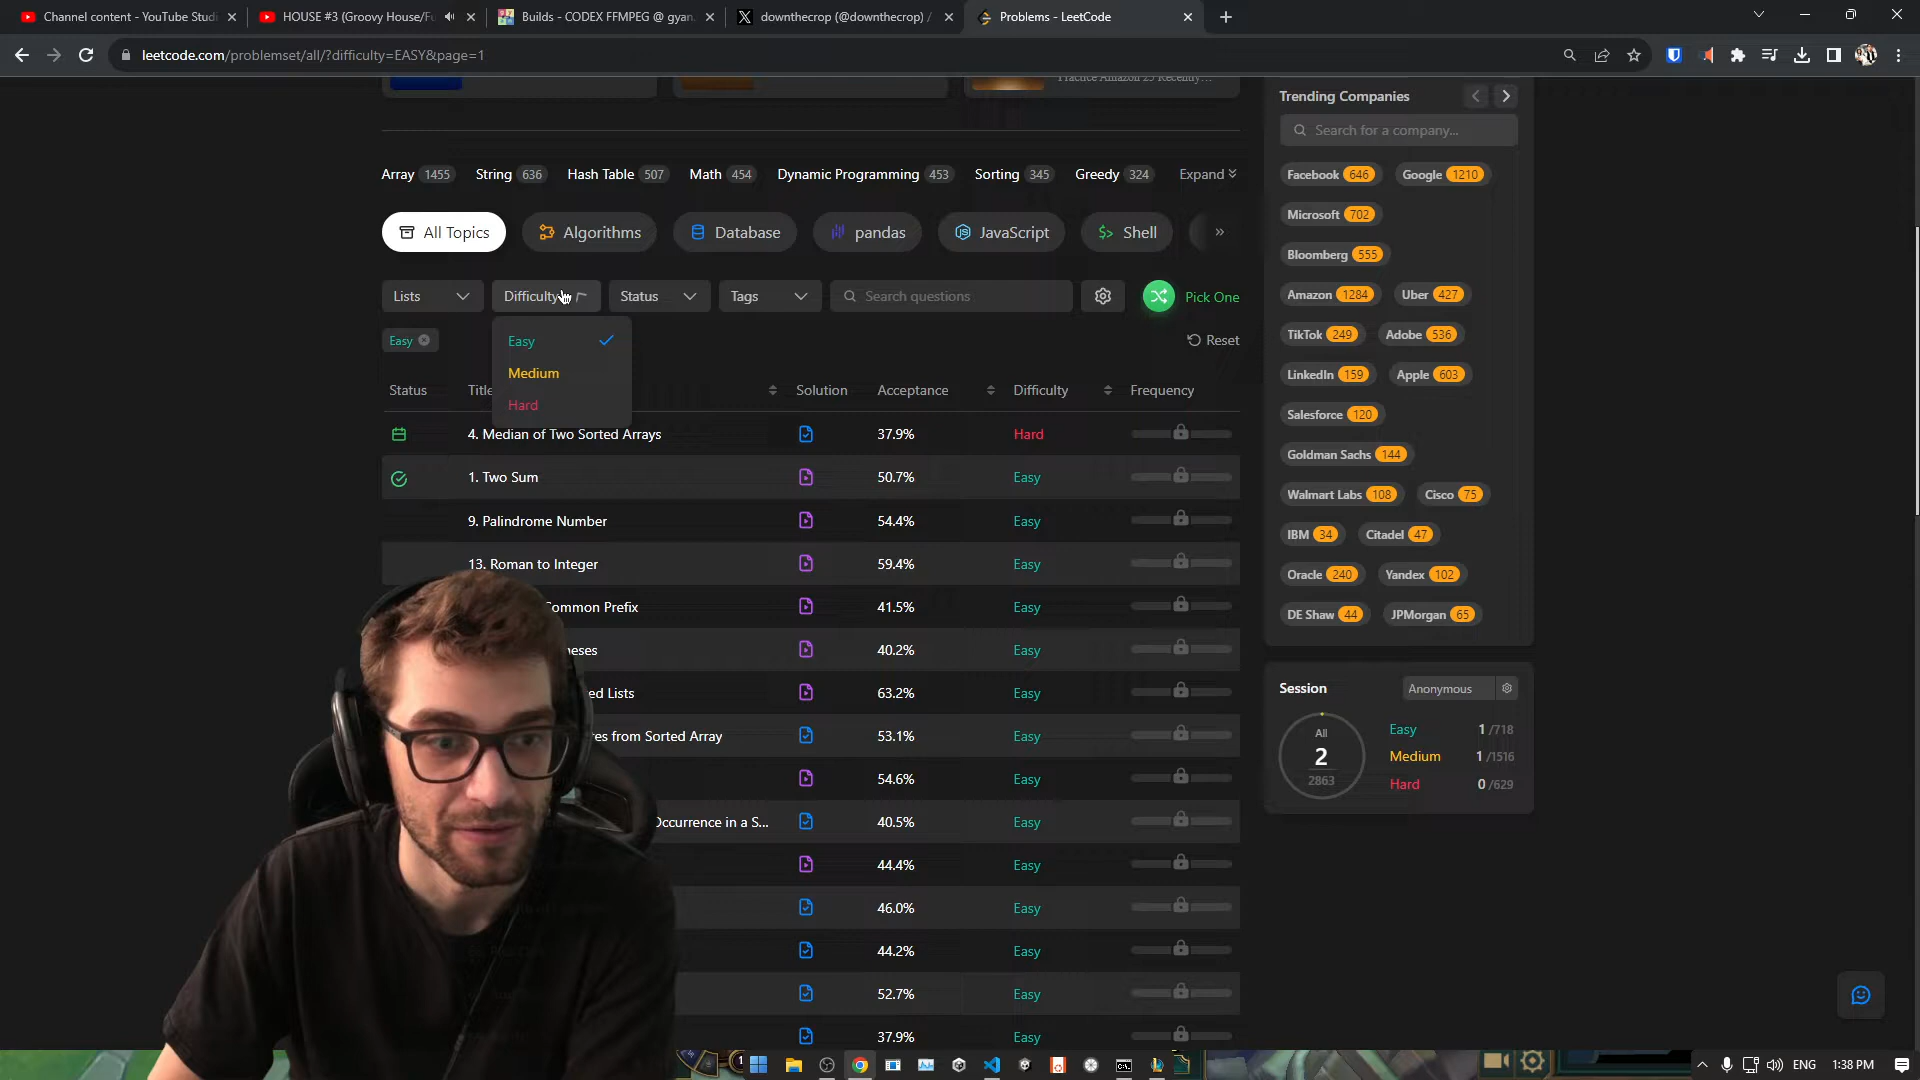 Channel content - YouTube Studi
HOUSE #3 (Groovy House/Fu
Builds - CODEX FFMPEG @ gyan.
downthecrop (@downthecrop) /
Problems - LeetCode
leetcode.com/problemset/all/?difficulty=EASY&page=1
Practice Amazon 25 Recently...
Array 1455 String 636 Hash Table 507 Math 454 Dynamic Programming 453 Sorting 345 Greedy 324 Expand
All Topics Algorithms Database pandas JavaScript Shell
Lists Difficulty Status Tags Search questions Pick One
Easy Reset
Easy
Medium
Hard
Status Title Solution Acceptance Difficulty Frequency
4. Median of Two Sorted Arrays 37.9% Hard
1. Two Sum 50.7% Easy
9. Palindrome Number 54.4% Easy
13. Roman to Integer 59.4% Easy
Common Prefix 41.5% Easy
heses 40.2% Easy
ed Lists 63.2% Easy
res from Sorted Array 53.1% Easy
54.6% Easy
Occurrence in a S... 40.5% Easy
44.4% Easy
46.0% Easy
44.2% Easy
52.7% Easy
37.9% Easy
Trending Companies
Search for a company...
Facebook 646 Google 1210
Microsoft 702
Bloomberg 555
Amazon 1284 Uber 427
TikTok 249 Adobe 536
LinkedIn 159 Apple 603
Salesforce 120
Goldman Sachs 144
Walmart Labs 108 Cisco 75
IBM 34 Citadel 47
Oracle 240 Yandex 102
DE Shaw 44 JPMorgan 65
Session Anonymous
All
2
2863
Easy 1 /718
Medium 1 /1516
Hard 0 /629
ENG 1:38 PM